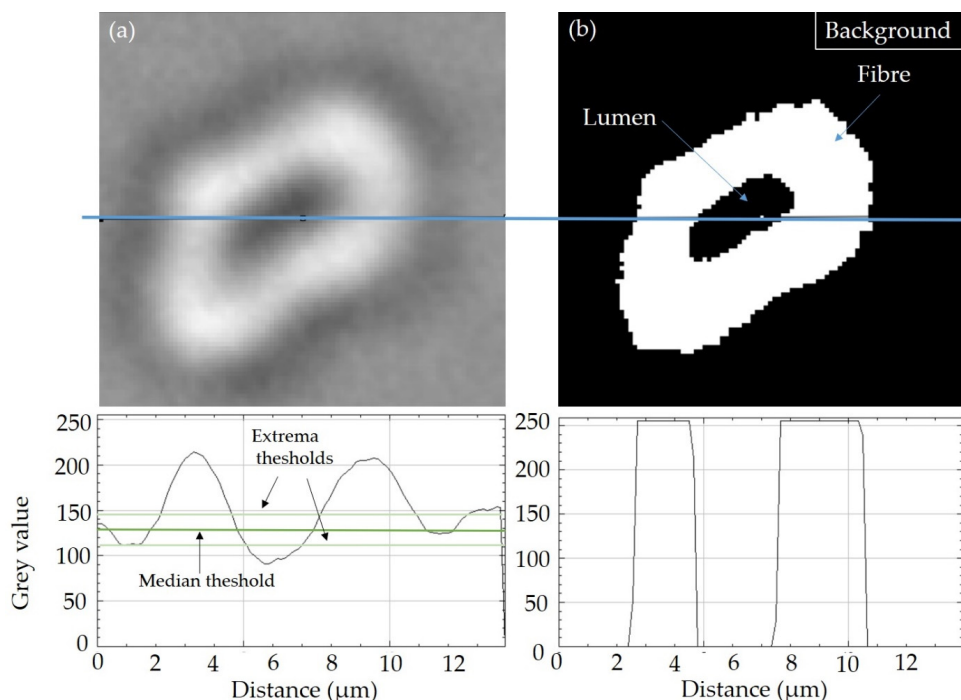 (a)
(b)
Background
Fibre
Lumen
250
200
150
100
50
0
Grey value
Extrema
thesholds
Median theshold
0 2 4 6 8 10 12
Distance (μm)
250
200
150
100
50
0
0 2 4 6 8 10 12
Distance (μm)